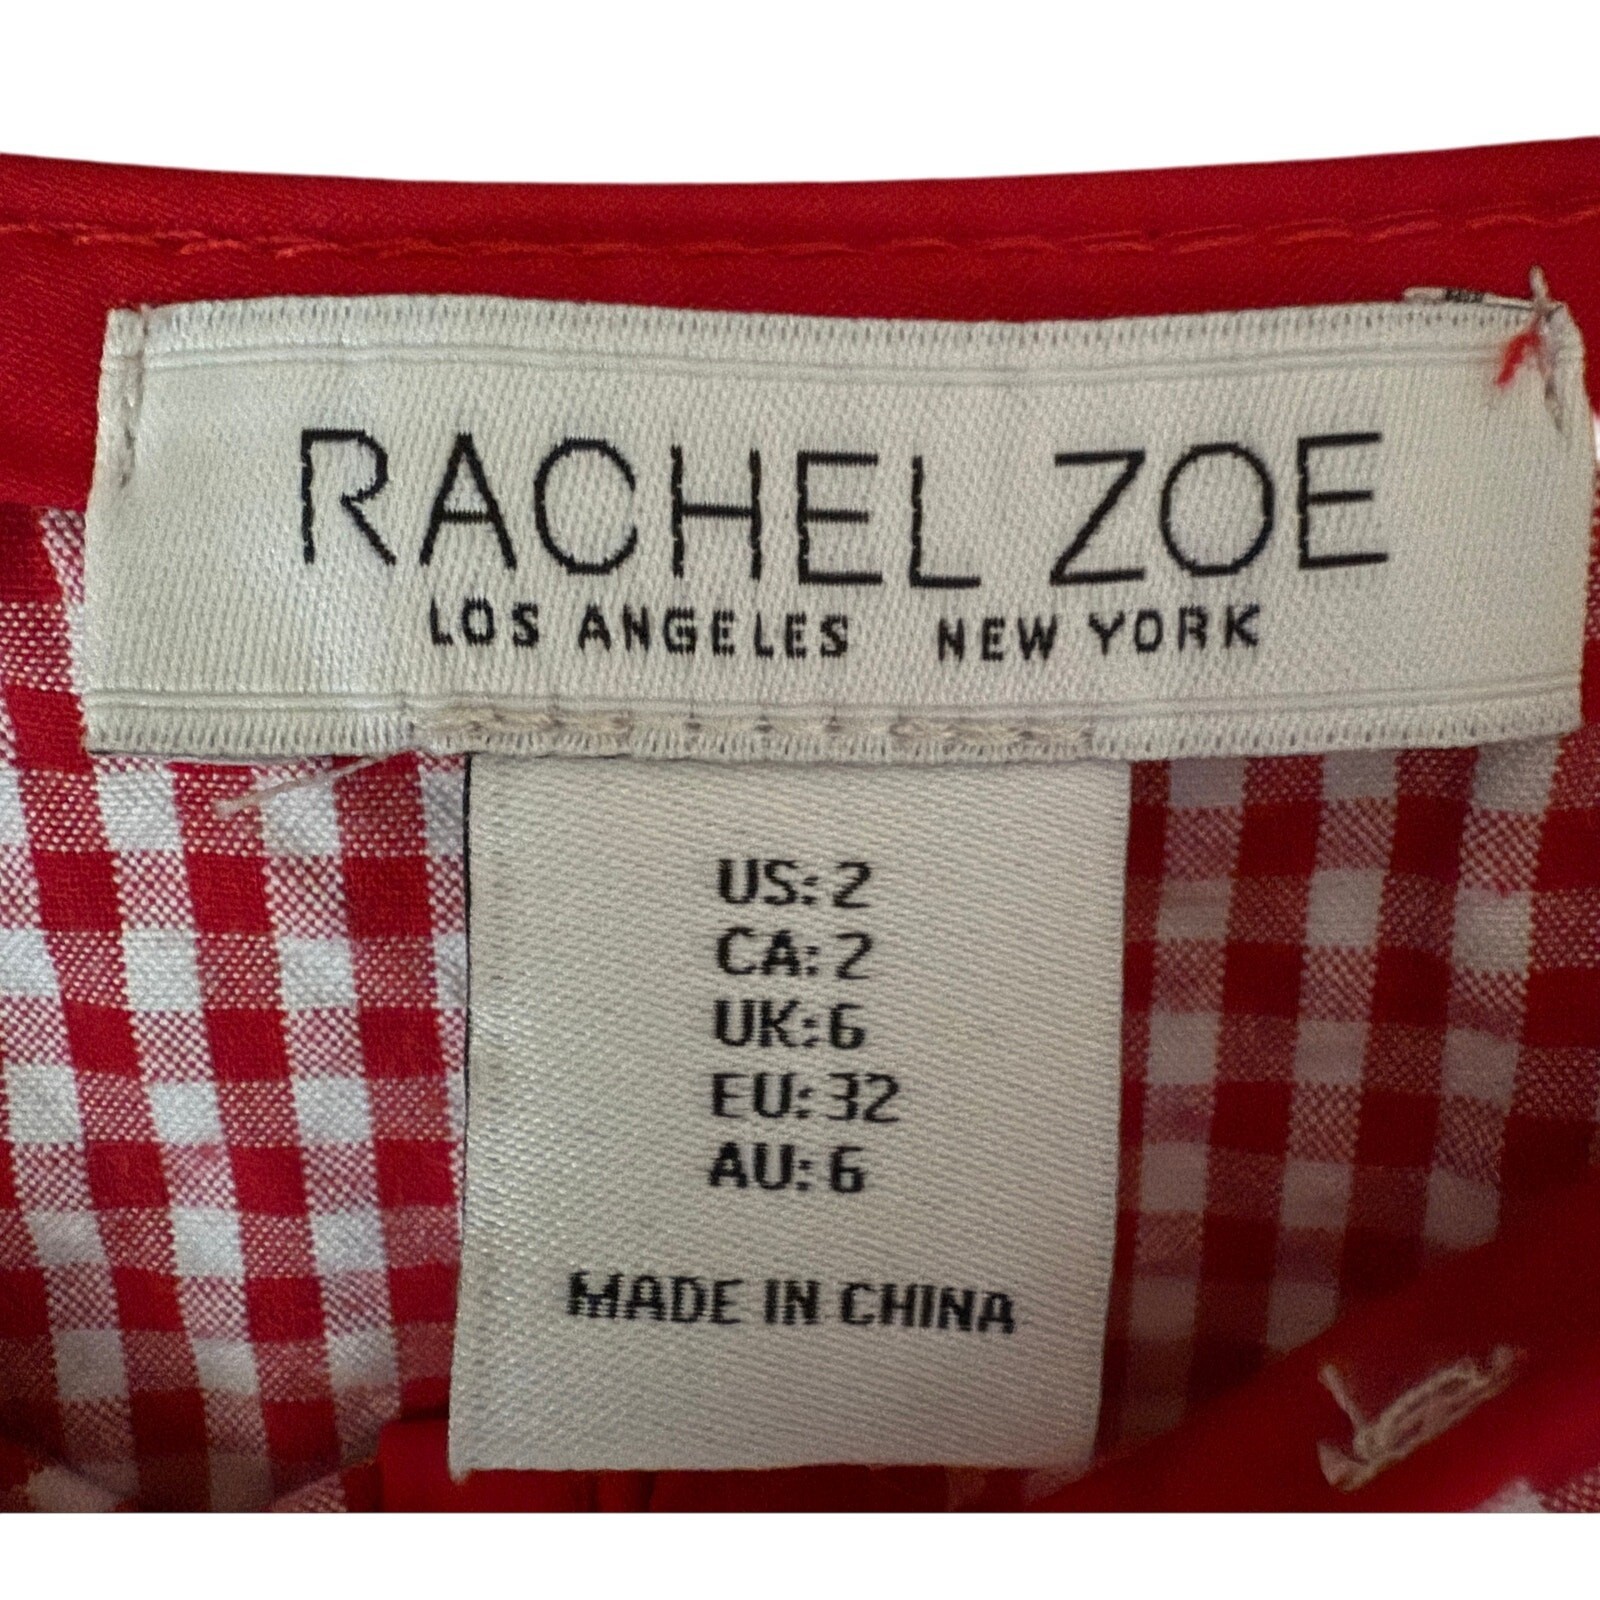 RACHEL ZOE
LOS ANGELES NEW YORK
US: 2
CA: 2
UK: 6
EU: 32
AU: 6
MADE IN CHINA